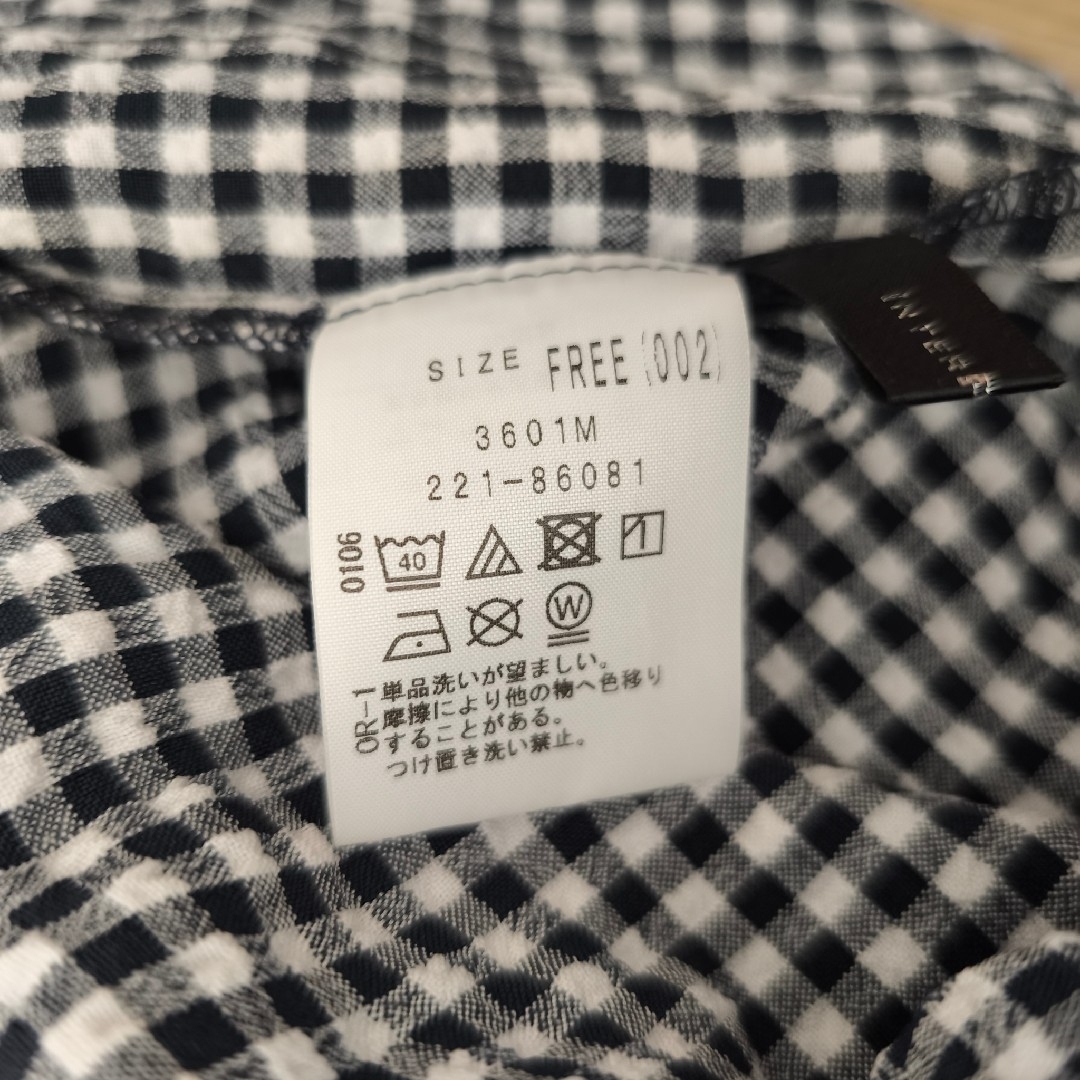 SIZE FREE (002)
3601M
221-86081
0106
40
W
OR-1
単品洗いが望ましい。
摩擦により他の物へ色移り
することがある。
つけ置き洗い禁止。